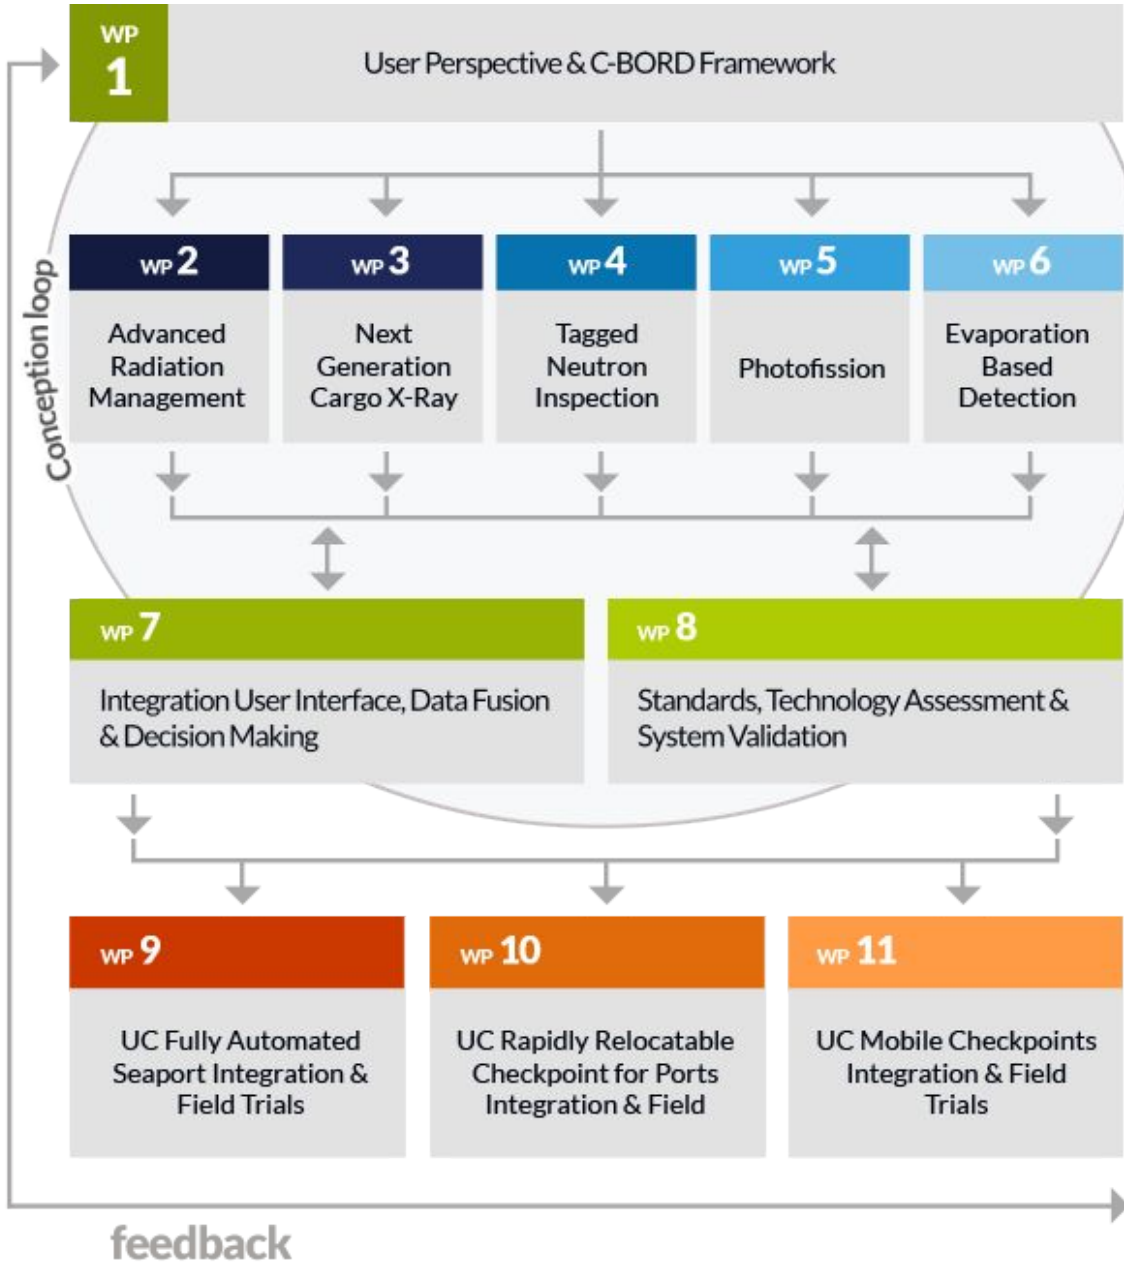 WP
1
User Perspective & C-BORD Framework
Conception loop
WP 2
Advanced
Radiation
Management
WP 3
Next
Generation
Cargo X-Ray
WP 4
Tagged
Neutron
Inspection
WP 5
Photofission
WP 6
Evaporation
Based
Detection
WP 7
Integration User Interface, Data Fusion
& Decision Making
WP 8
Standards, Technology Assessment &
System Validation
WP 9
UC Fully Automated
Seaport Integration &
Field Trials
WP 10
UC Rapidly Relocatable
Checkpoint for Ports
Integration & Field
WP 11
UC Mobile Checkpoints
Integration & Field
Trials
feedback